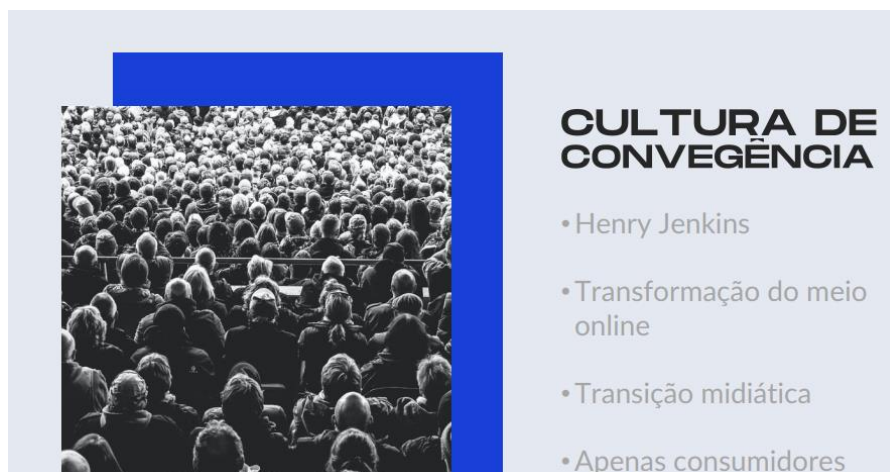 CULTURA DE
CONVEGÊNCIA
• Henry Jenkins
• Transformação do meio
online
• Transição midiática
• Apenas consumidores